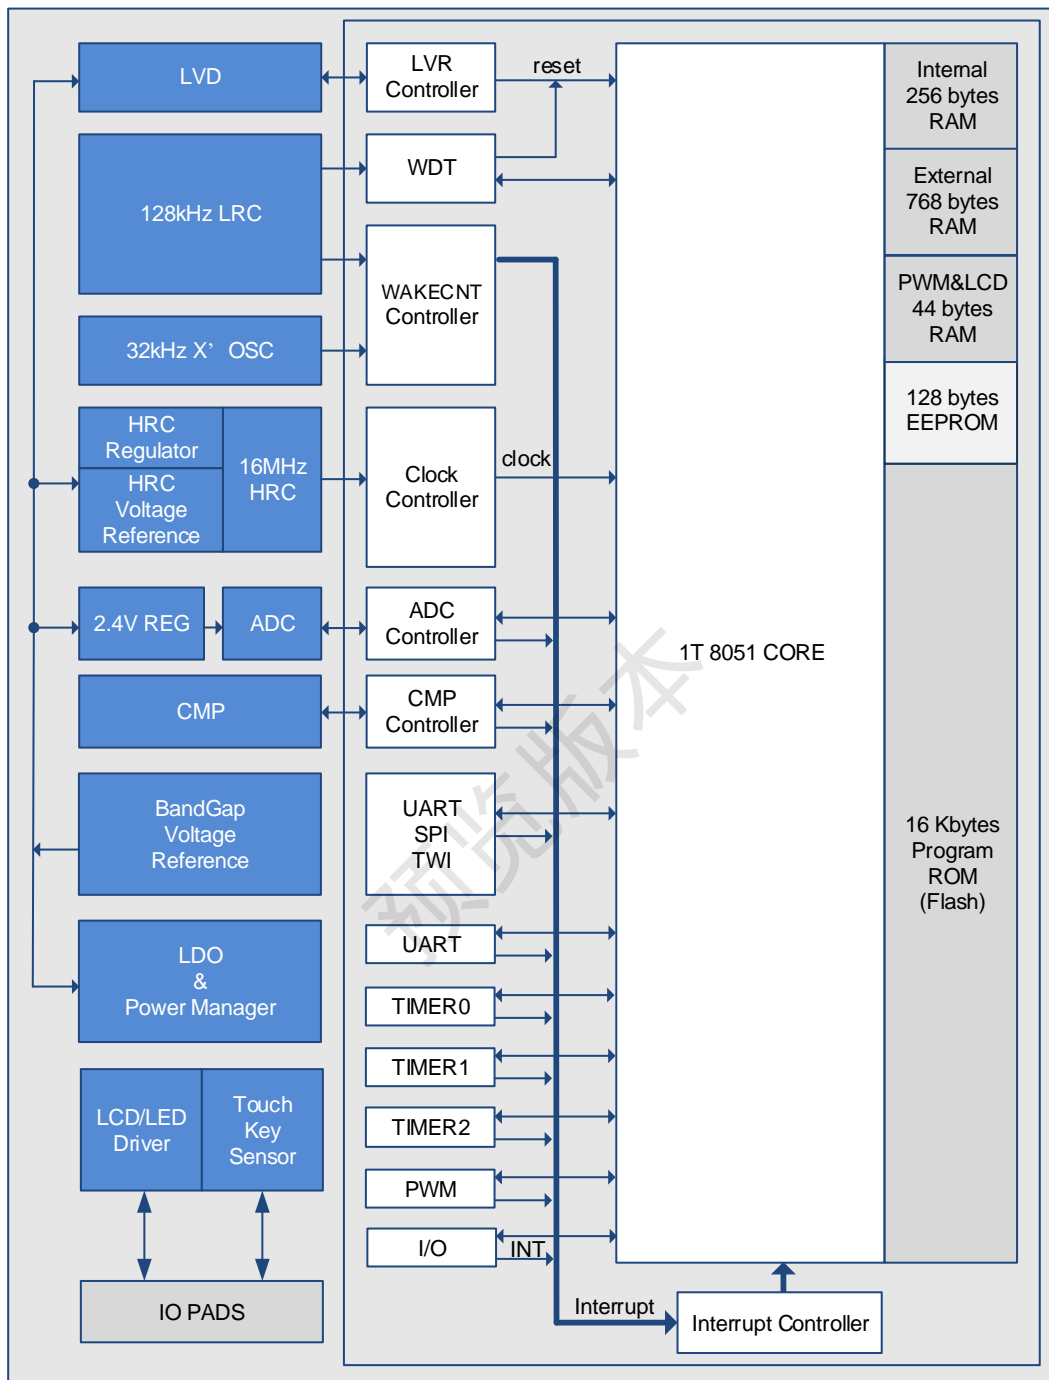 LVD
LVR
Controller
reset
Internal
256 bytes
RAM
128kHz LRC
WDT
External
768 bytes
RAM
WAKECNT
Controller
PWM&LCD
44 bytes
RAM
32kHz X’ OSC
128 bytes
EEPROM
HRC
Regulator
HRC
Voltage
Reference
16MHz
HRC
Clock
Controller
clock
2.4V REG
ADC
ADC
Controller
1T 8051 CORE
CMP
CMP
Controller
BandGap
Voltage
Reference
UART
SPI
TWI
16 Kbytes
Program
ROM
(Flash)
预览版本
UART
LDO
&
Power Manager
TIMER0
TIMER1
LCD/LED
Driver
Touch
Key
Sensor
TIMER2
PWM
I/O
INT
IO PADS
Interrupt
Interrupt Controller